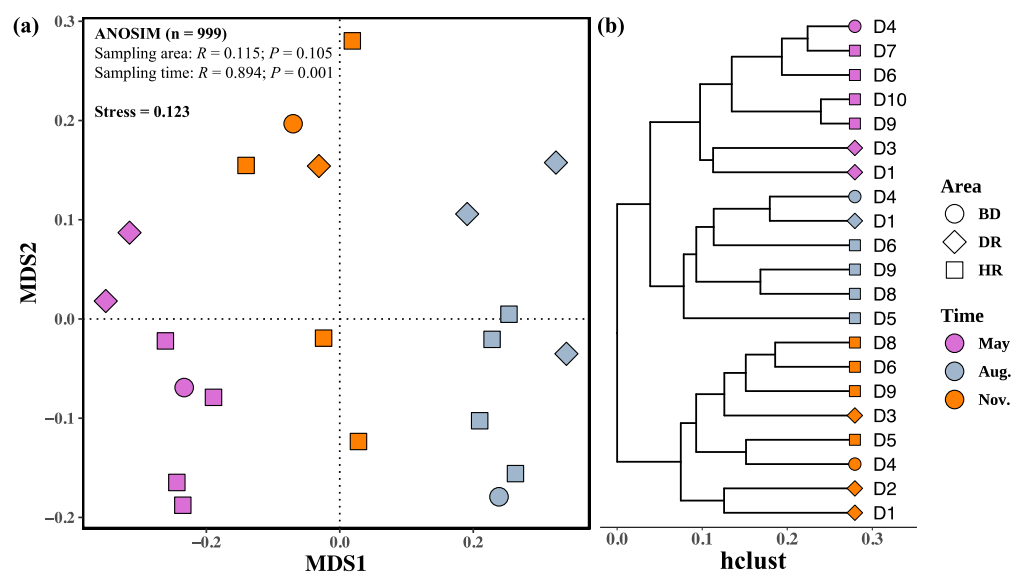 (a)
ANOSIM (n = 999)
Sampling area: R = 0.115; P = 0.105
Sampling time: R = 0.894; P = 0.001
Stress = 0.123
0.3
0.2
0.1
0.0
−0.1
−0.2
MDS2
−0.2
0.0
0.2
MDS1
(b)
D4
D7
D6
D10
D9
D3
D1
D4
D1
D6
D9
D8
D5
D8
D6
D9
D3
D5
D4
D2
D1
0.0
0.1
0.2
0.3
hclust
Area
BD
DR
HR
Time
May
Aug.
Nov.